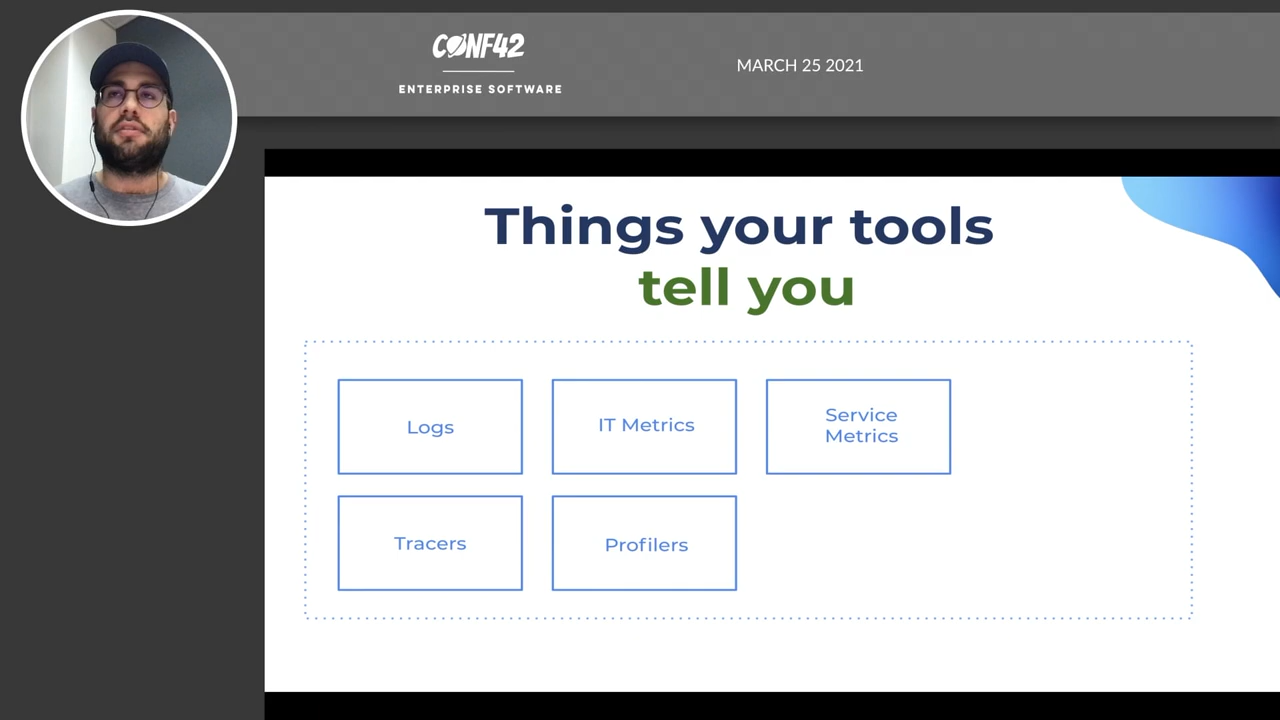 CONF42
ENTERPRISE SOFTWARE
MARCH 25 2021
Things your tools
tell you
Logs
IT Metrics
Service
Metrics
Tracers
Profilers